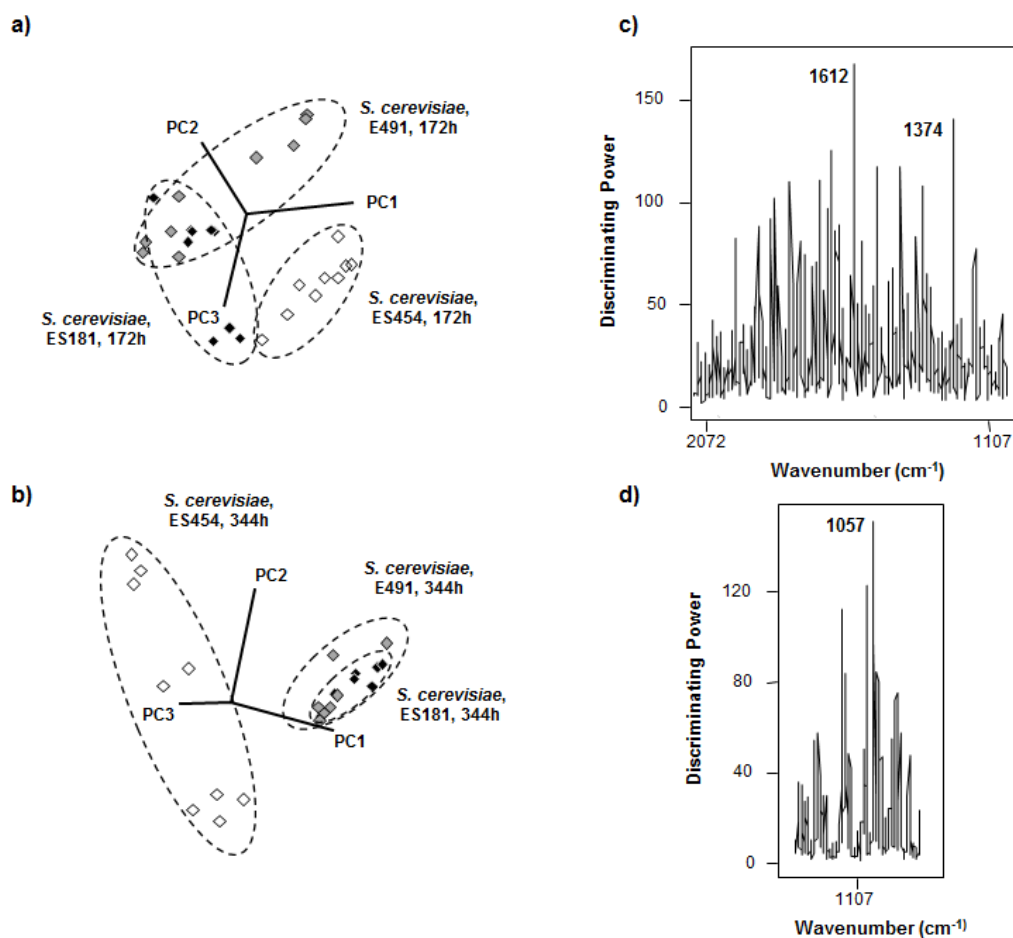 a)
S. cerevisiae,
E491, 172h
PC2
PC1
PC3
S. cerevisiae,
ES454, 172h
S. cerevisiae,
ES181, 172h
b)
S. cerevisiae,
ES454, 344h
S. cerevisiae,
E491, 344h
PC2
PC3
PC1
S. cerevisiae,
ES181, 344h
c)
1612
1374
150
100
50
0
Discriminating Power
2072
1107
Wavenumber (cm-1)
d)
1057
120
80
40
0
Discriminating Power
1107
Wavenumber (cm-1)